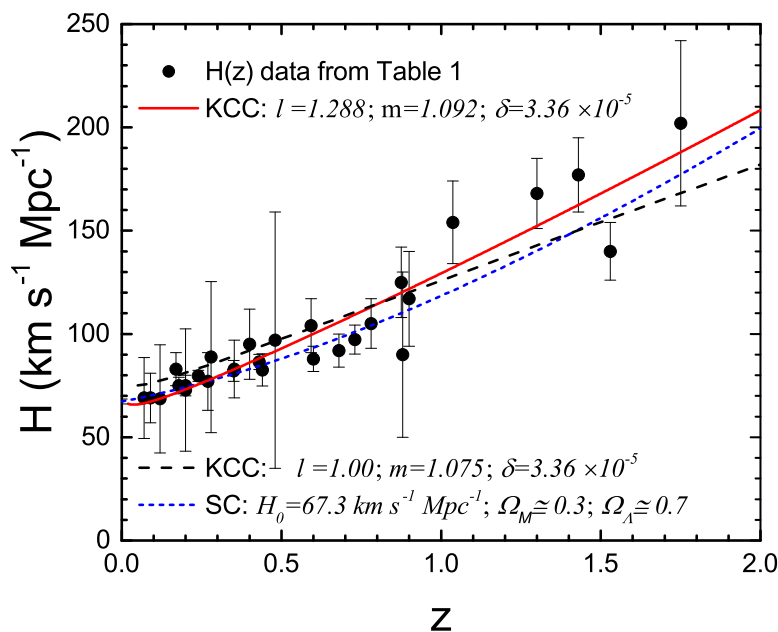 250
200
150
100
50
0
H (km s⁻¹ Mpc⁻¹)
H(z) data from Table 1
KCC: l =1.288; m=1.092; δ=3.36 ×10⁻⁵
KCC: l =1.00; m=1.075; δ=3.36 ×10⁻⁵
SC: H₀=67.3 km s⁻¹ Mpc⁻¹; Ω_M≅0.3; Ω_Λ≅0.7
0.0 0.5 1.0 1.5 2.0
z